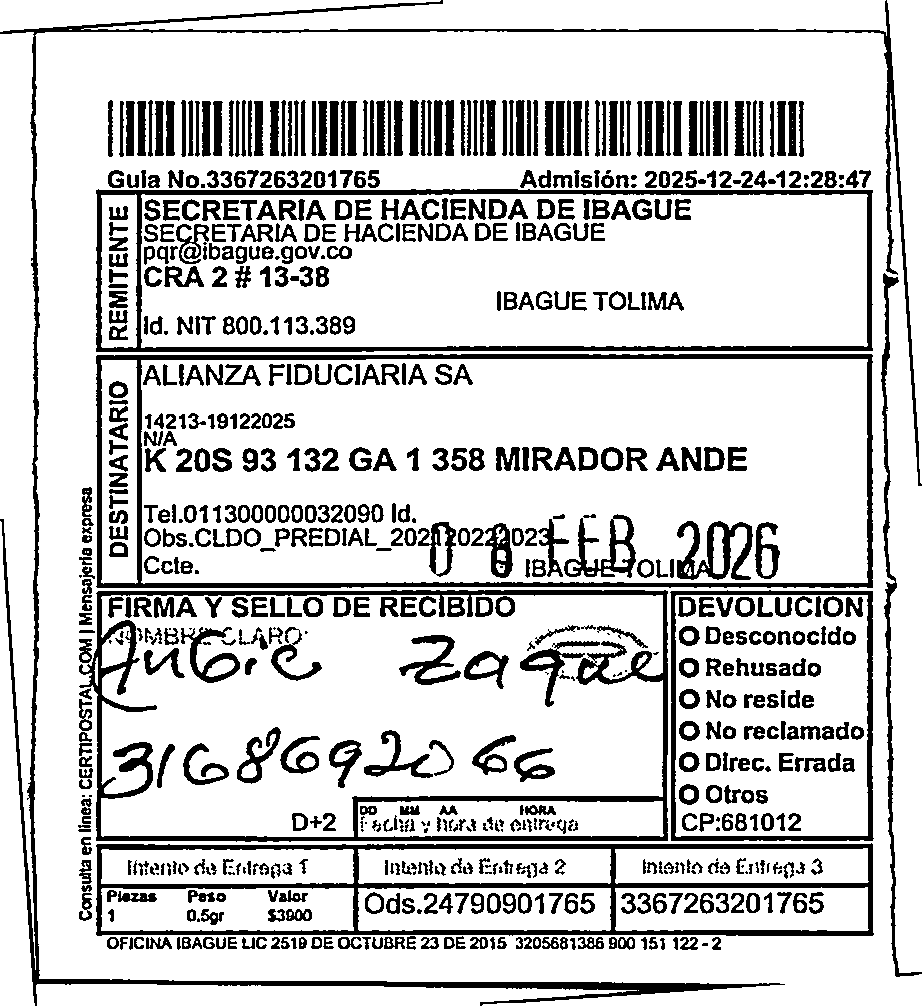 Guia No.3367263201765 Admisión: 2025-12-24-12:28:47
REMITENTE
SECRETARIA DE HACIENDA DE IBAGUE
SECRETARIA DE HACIENDA DE IBAGUE
pqr@ibague.gov.co
CRA 2 # 13-38
IBAGUE TOLIMA
Id. NIT 800.113.389
DESTINATARIO
ALIANZA FIDUCIARIA SA
14213-19122025
N/A
K 20S 93 132 GA 1 358 MIRADOR ANDE
Tel.011300000032090 Id.
Obs.CLDO_PREDIAL_202120222023
FEB 2026
Ccte. IBAGUE-TOLIMA
FIRMA Y SELLO DE RECIBIDO
NOMBRE CLARO:
Zaque
3168692066
D+2
DD MM AA HORA
Fecha y hora de entrega
DEVOLUCION
Desconocido
Rehusado
No reside
No reclamado
Direc. Errada
Otros
CP:681012
Intento de Entrega 1 Intento de Entrega 2 Intento de Entrega 3
Piezas Peso Valor
1 0.5gr $3900
Ods.24790901765 3367263201765
OFICINA IBAGUE LIC 2519 DE OCTUBRE 23 DE 2015 3205681386 900 151 122 - 2
Consulta en linea: CERTIPOSTAL.COM | Mensajeria expresa